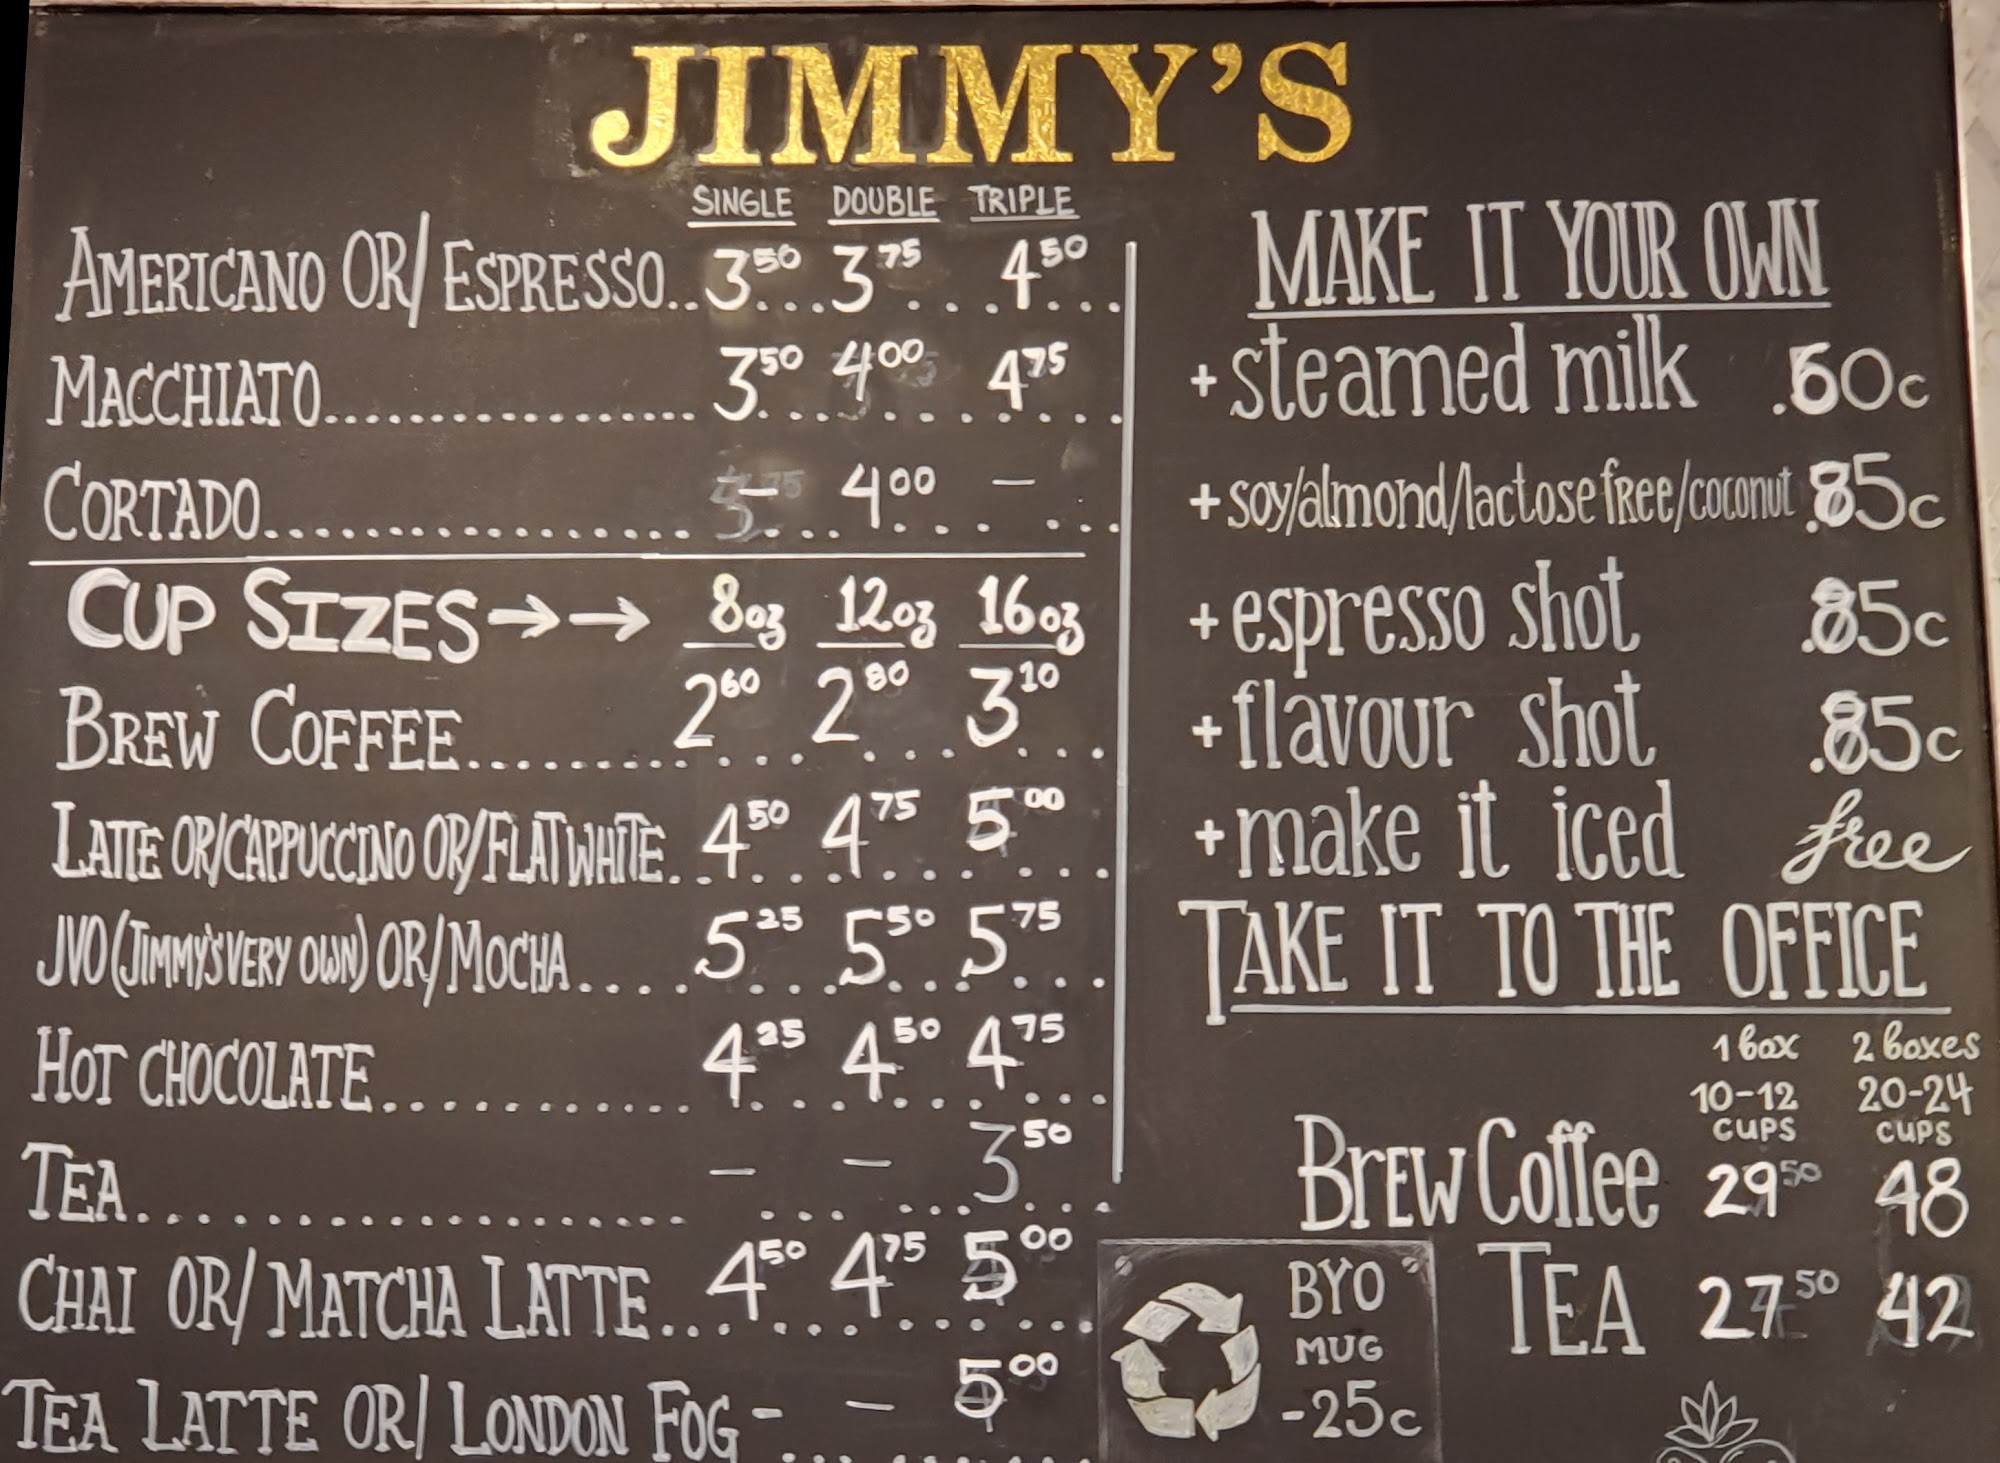 JIMMY'S
SINGLE DOUBLE TRIPLE
AMERICANO OR/ ESPRESSO..3 50...3 75...4 50...
MACCHIATO................3 50...4 00...4 75...
CORTADO.................. - ...4 00... - ...
CUP SIZES→→ 8oz 12oz 16oz
BREW COFFEE..........2 60...2 80...3 10...
LATTE OR/CAPPUCCINO OR/FLAT WHITE..4 50...4 75...5 00...
JVO (JIMMY'S VERY OWN) OR/MOCHA....5 25...5 50...5 75...
HOT CHOCOLATE.............4 25...4 50...4 75...
TEA.................... - ... - ...3 50...
CHAI OR/ MATCHA LATTE...4 50...4 75...5 00...
TEA LATTE OR/ LONDON FOG - - 5 00
MAKE IT YOUR OWN
+ steamed milk .60c
+ soy/almond/lactose free/coconut .85c
+ espresso shot .85c
+ flavour shot .85c
+ make it iced free
TAKE IT TO THE OFFICE
1 box 2 boxes
10-12 20-24
CUPS CUPS
BREW Coffee 29 50 48
TEA 27 50 42
BYO
MUG
-25c